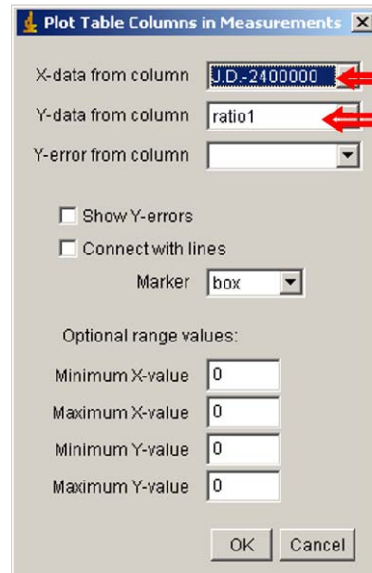 Plot Table Columns in Measurements
X-data from column J.D.-2400000
Y-data from column ratio1
Y-error from column
Show Y-errors
Connect with lines
Marker box
Optional range values:
Minimum X-value 0
Maximum X-value 0
Minimum Y-value 0
Maximum Y-value 0
OK Cancel